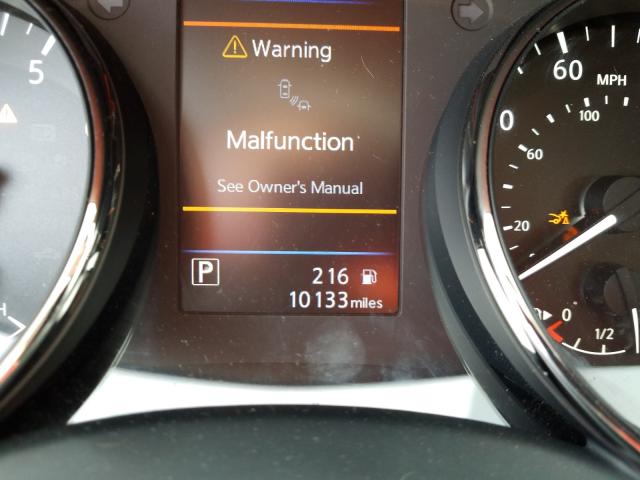 5
Warning
Malfunction
See Owner's Manual
P
216
10133 miles
60
MPH
100
0
60
20
0
1/2
H